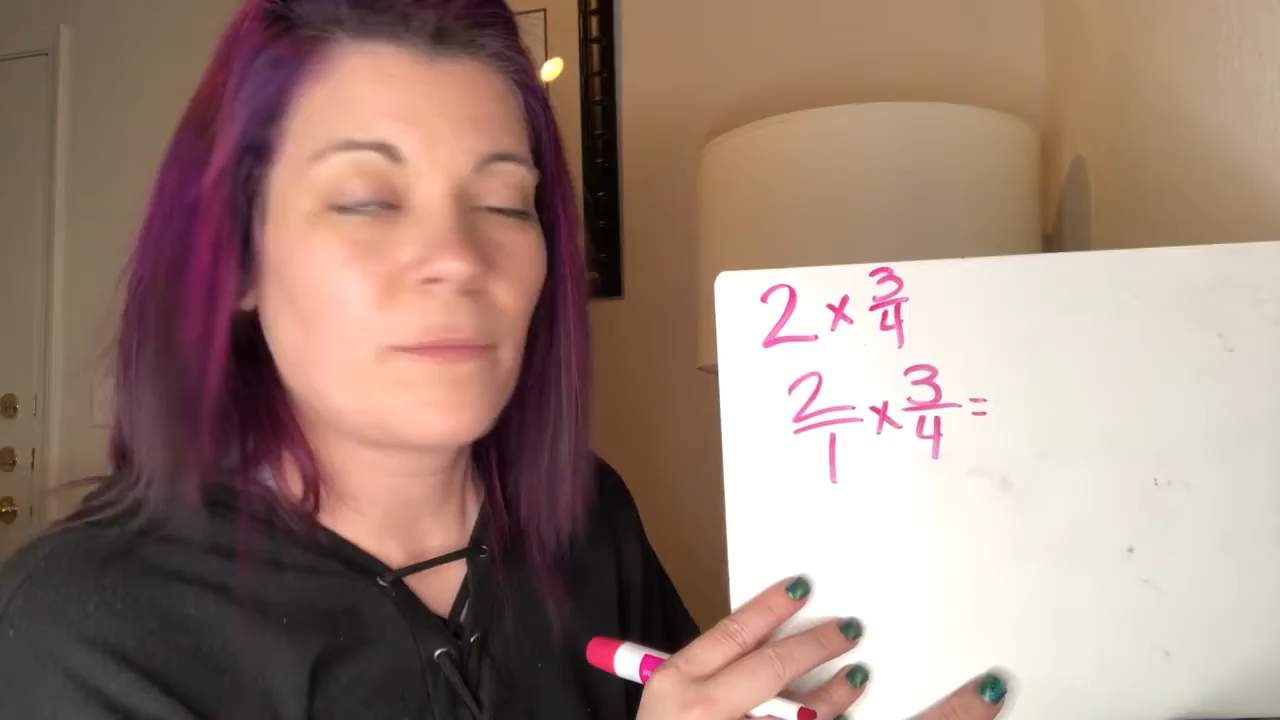 2 × 3/4
2/1 × 3/4 =